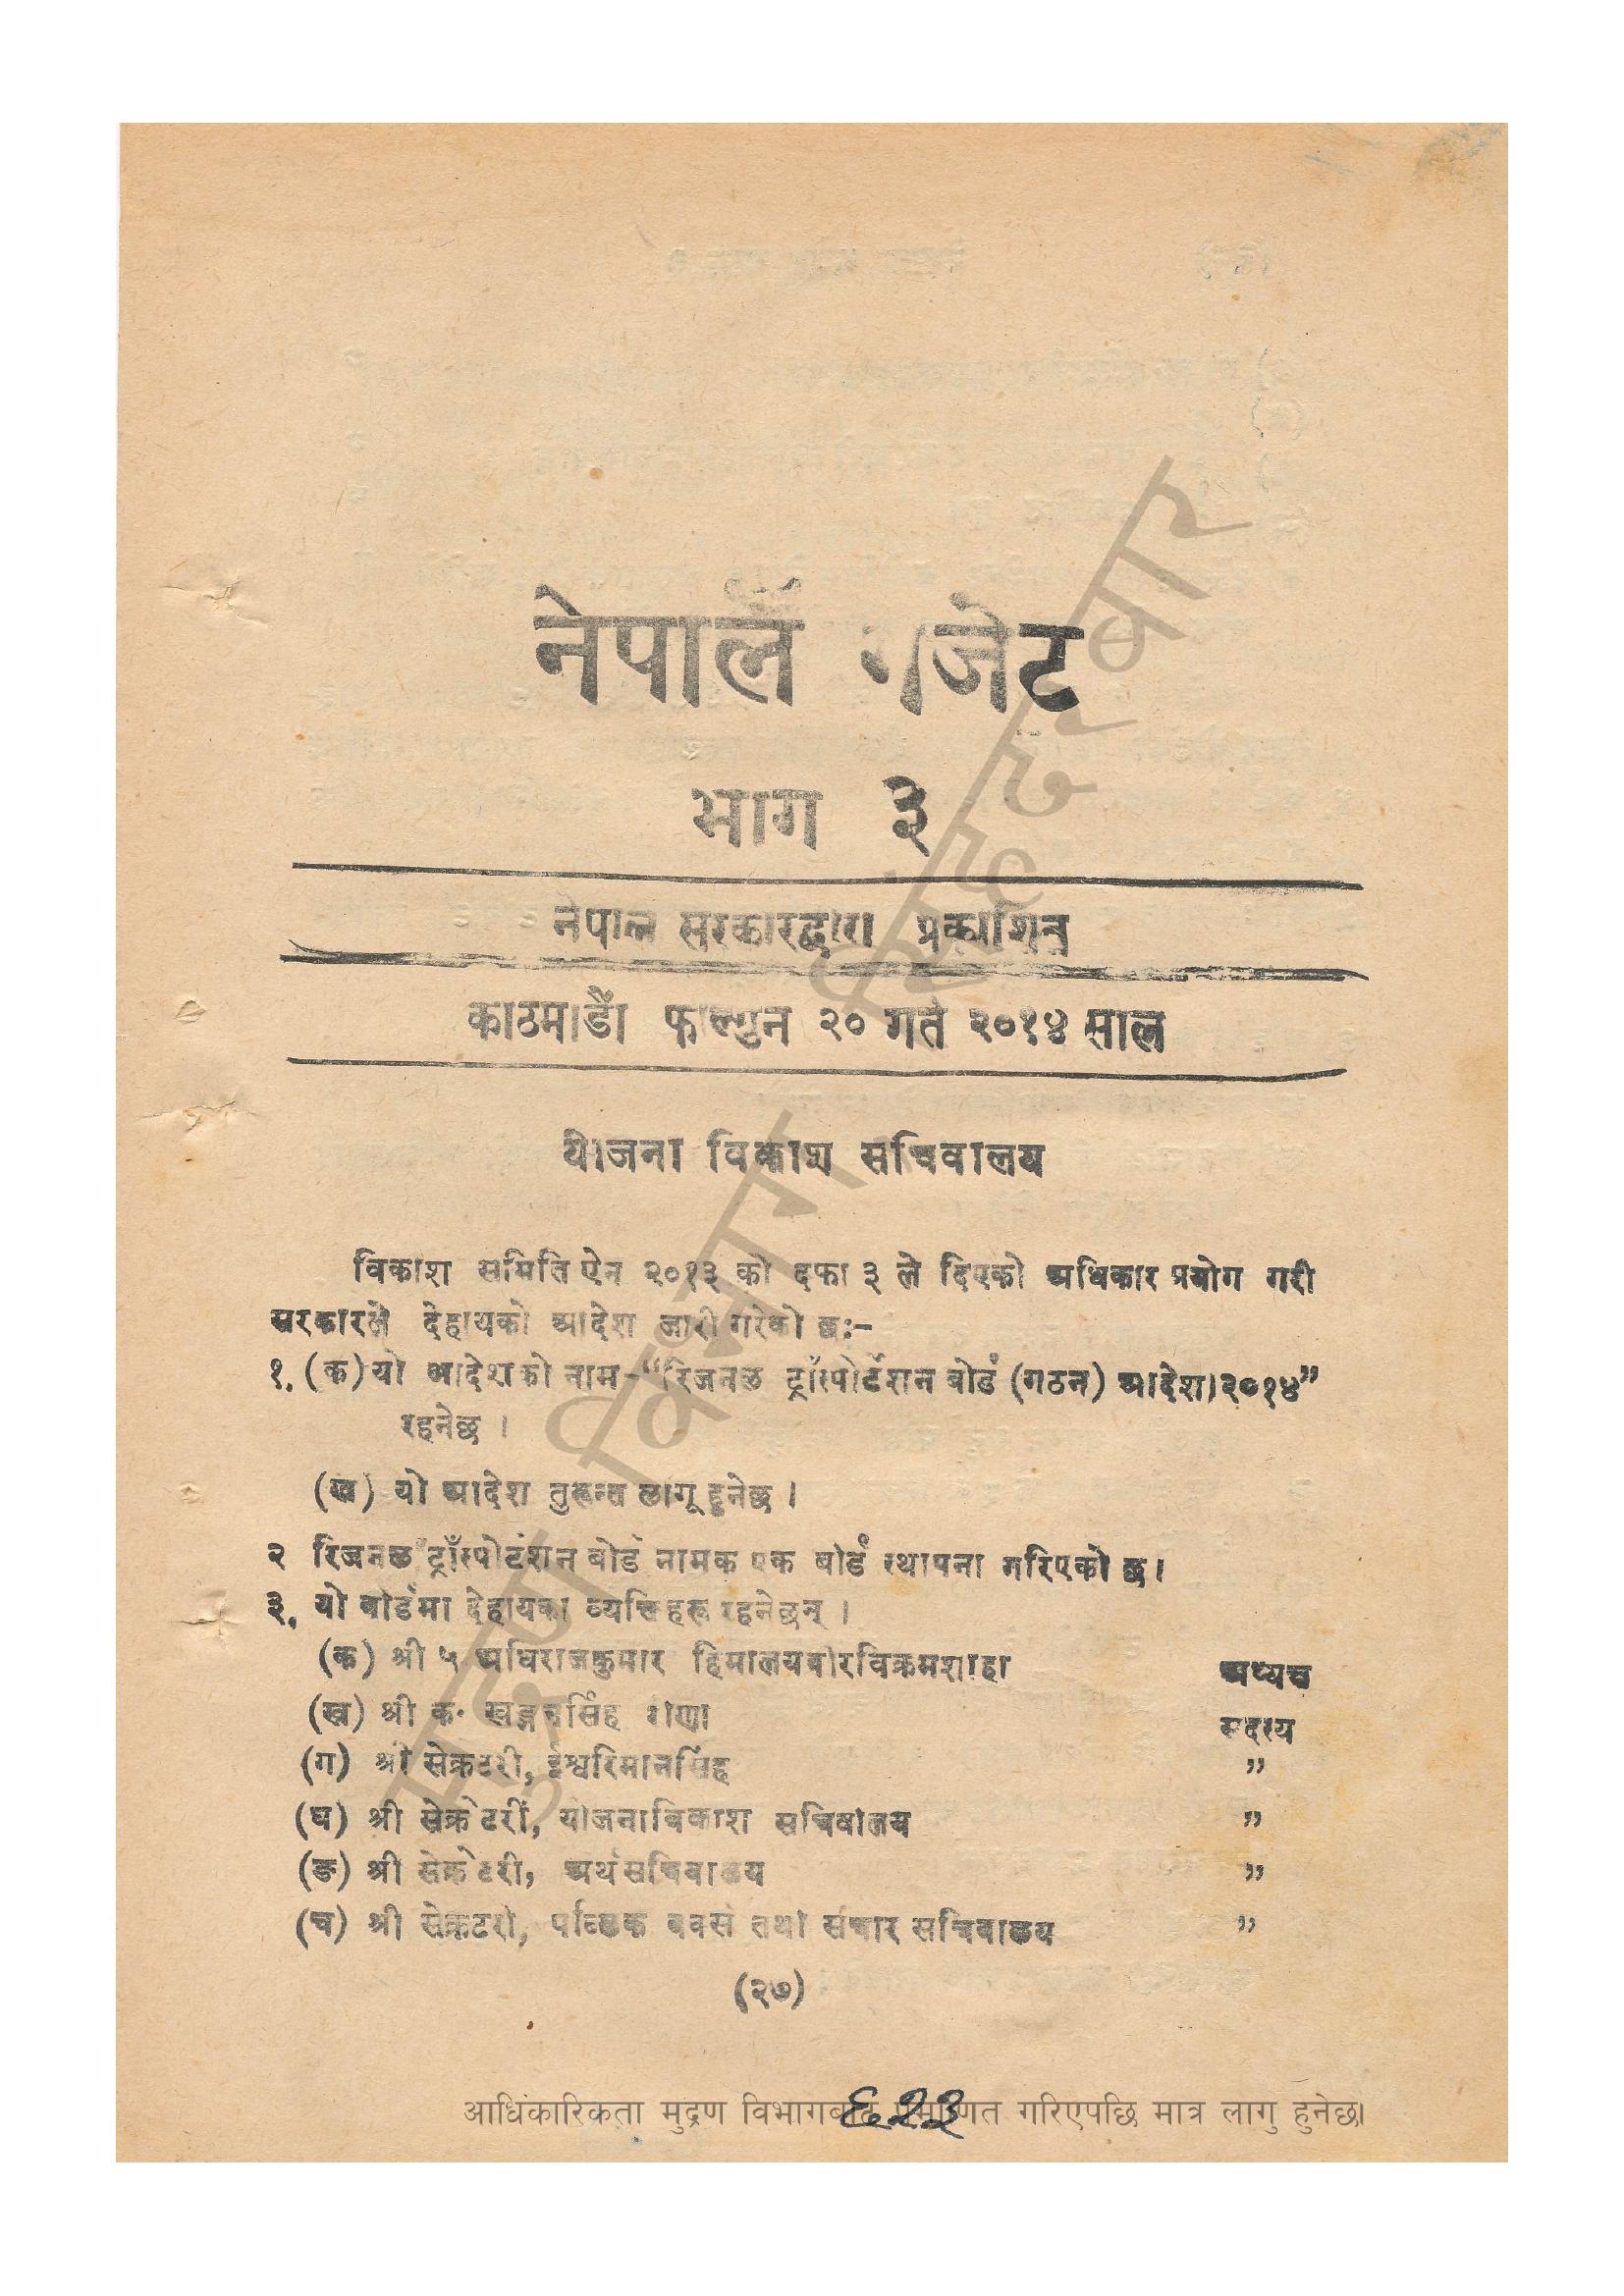 नेपाल गजेट
भाग ३
नेपाल सरकारद्वारा प्रकाशित
काठमाडौं फाल्गुन २० गते २०१४ साल
योजना विकाश सचिवालय
विकाश समिति ऐन २०१३ को दफा ३ ले दिएको अधिकार प्रयोग गरी
सरकारले देहायको आदेश जारी गरेको छः-
१. (क) यो आदेशको नाम-“रिजनल ट्राँस्पोर्टेशन बोर्ड (गठन) आदेश।२०१४”
रहनेछ ।
(ख) यो आदेश तुरुन्त लागू हुनेछ ।
२ रिजनल ट्राँस्पोर्टेशन बोर्ड नामक एक बोर्ड स्थापना गरिएको छ।
३. यो बोर्डमा देहायका व्यक्तिहरू रहनेछन् ।
(क) श्री ५ अधिराजकुमार हिमालयवीरविक्रमशाहा अध्यक्ष
(ख) श्री क. खड्गनरसिंह राणा सदस्य
(ग) श्री सेक्रेटरी, ईश्वरिमानसिंह ”
(घ) श्री सेक्रेटरी, योजनाविकाश सचिवालय ”
(ङ) श्री सेक्रेटरी, अर्थसचिवालय ”
(च) श्री सेक्रेटरी, पब्लिक वर्क्स तथा संचार सचिवालय ”
(२७)
आधिकारिकता मुद्रण विभागबाट प्रमाणित गरिएपछि मात्र लागु हुनेछ।
६२३
मुद्रण विभाग, सिंहदरबार